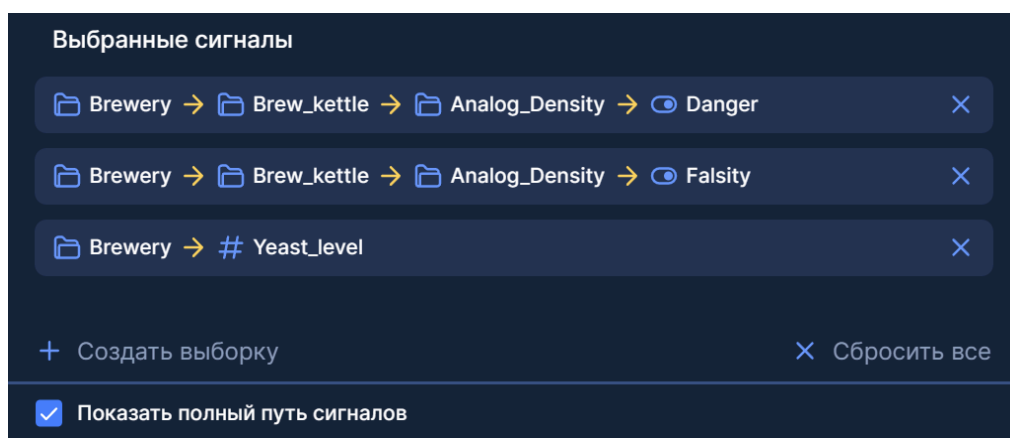 Выбранные сигналы
Brewery → Brew_kettle → Analog_Density → Danger
Brewery → Brew_kettle → Analog_Density → Falsity
Brewery → # Yeast_level
+ Создать выборку × Сбросить все
Показать полный путь сигналов